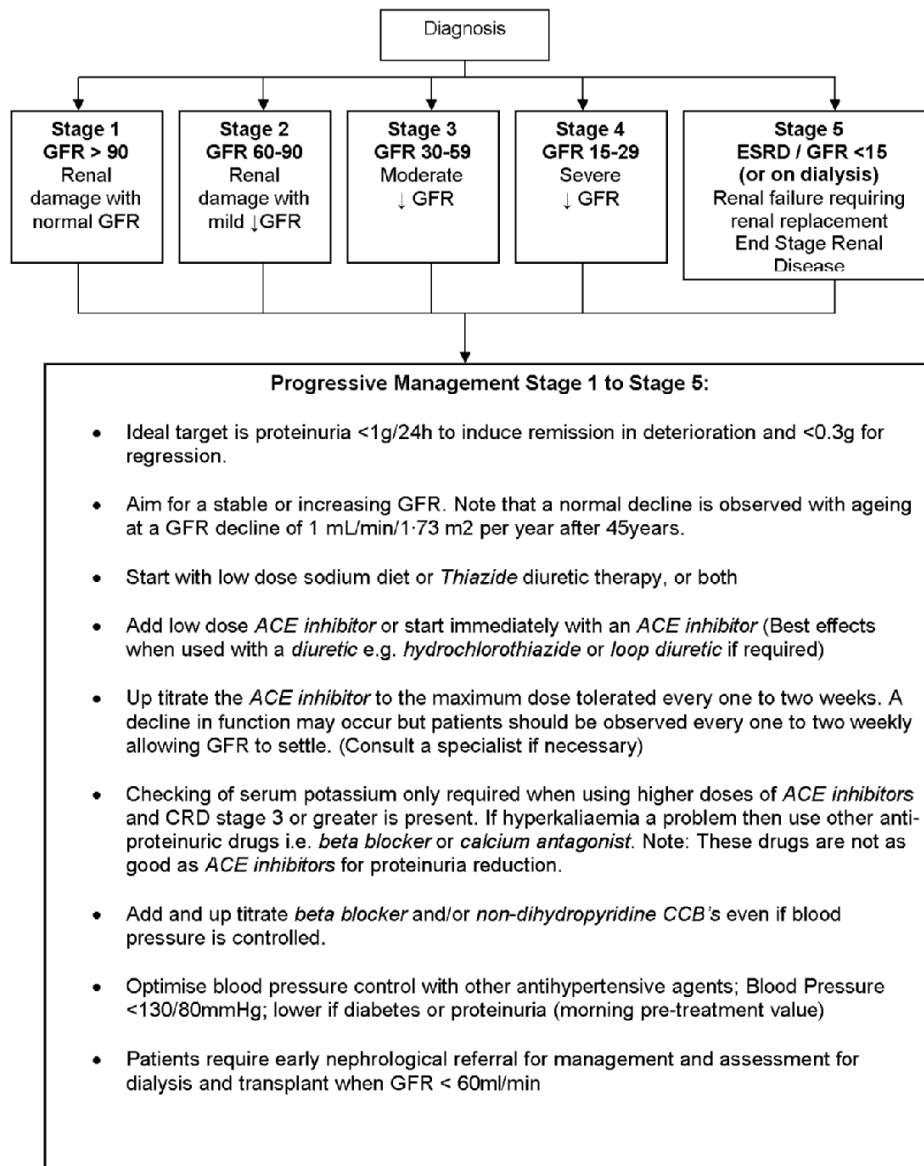 Diagnosis
Stage 1
GFR > 90
Renal
damage with
normal GFR
Stage 2
GFR 60-90
Renal
damage with
mild ↓GFR
Stage 3
GFR 30-59
Moderate
↓ GFR
Stage 4
GFR 15-29
Severe
↓ GFR
Stage 5
ESRD / GFR <15
(or on dialysis)
Renal failure requiring
renal replacement
End Stage Renal
Disease
Progressive Management Stage 1 to Stage 5:
• Ideal target is proteinuria <1g/24h to induce remission in deterioration and <0.3g for
regression.
• Aim for a stable or increasing GFR. Note that a normal decline is observed with ageing
at a GFR decline of 1 mL/min/1·73 m2 per year after 45years.
• Start with low dose sodium diet or Thiazide diuretic therapy, or both
• Add low dose ACE inhibitor or start immediately with an ACE inhibitor (Best effects
when used with a diuretic e.g. hydrochlorothiazide or loop diuretic if required)
• Up titrate the ACE inhibitor to the maximum dose tolerated every one to two weeks. A
decline in function may occur but patients should be observed every one to two weekly
allowing GFR to settle. (Consult a specialist if necessary)
• Checking of serum potassium only required when using higher doses of ACE inhibitors
and CRD stage 3 or greater is present. If hyperkaliaemia a problem then use other anti-
proteinuric drugs i.e. beta blocker or calcium antagonist. Note: These drugs are not as
good as ACE inhibitors for proteinuria reduction.
• Add and up titrate beta blocker and/or non-dihydropyridine CCB's even if blood
pressure is controlled.
• Optimise blood pressure control with other antihypertensive agents; Blood Pressure
<130/80mmHg; lower if diabetes or proteinuria (morning pre-treatment value)
• Patients require early nephrological referral for management and assessment for
dialysis and transplant when GFR < 60ml/min